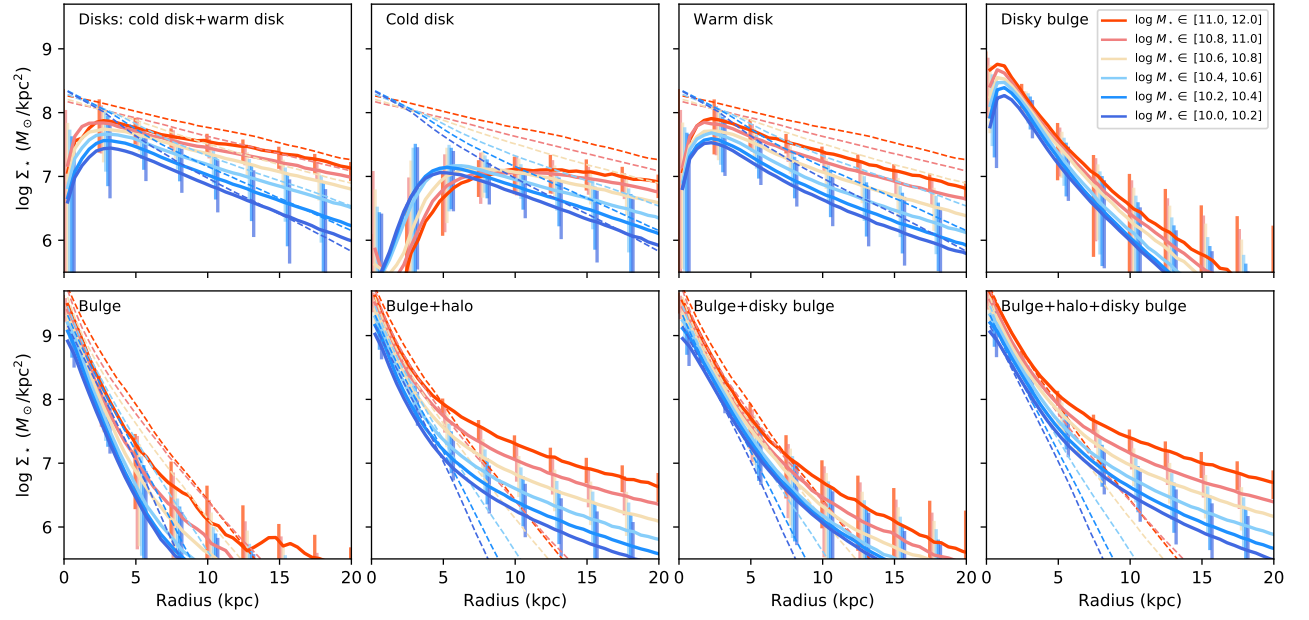 Disks: cold disk+warm disk
Cold disk
Warm disk
Disky bulge
log M⋆ ∈ [11.0, 12.0]
log M⋆ ∈ [10.8, 11.0]
log M⋆ ∈ [10.6, 10.8]
log M⋆ ∈ [10.4, 10.6]
log M⋆ ∈ [10.2, 10.4]
log M⋆ ∈ [10.0, 10.2]
log Σ⋆ (M⊙/kpc²)
9
8
7
6
Bulge
Bulge+halo
Bulge+disky bulge
Bulge+halo+disky bulge
log Σ⋆ (M⊙/kpc²)
9
8
7
6
0 5 10 15 20
0 5 10 15 20
0 5 10 15 20
0 5 10 15 20
Radius (kpc)
Radius (kpc)
Radius (kpc)
Radius (kpc)